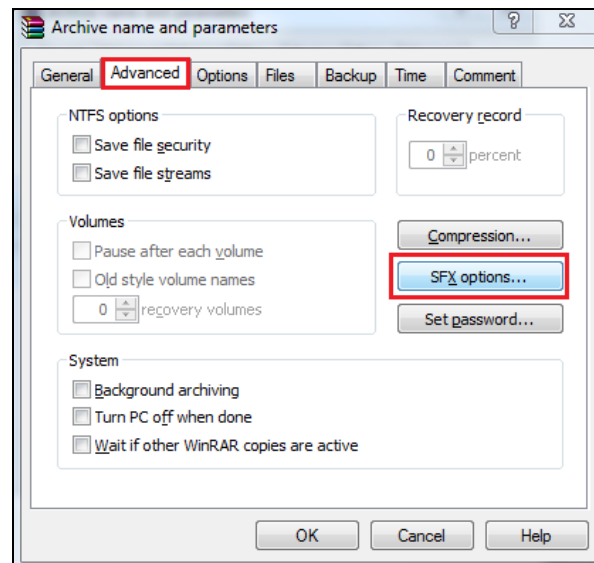 Archive name and parameters
General Advanced Options Files Backup Time Comment
NTFS options
Save file security
Save file streams
Recovery record
0 percent
Volumes
Pause after each volume
Old style volume names
0 recovery volumes
Compression...
SFX options...
Set password...
System
Background archiving
Turn PC off when done
Wait if other WinRAR copies are active
OK Cancel Help